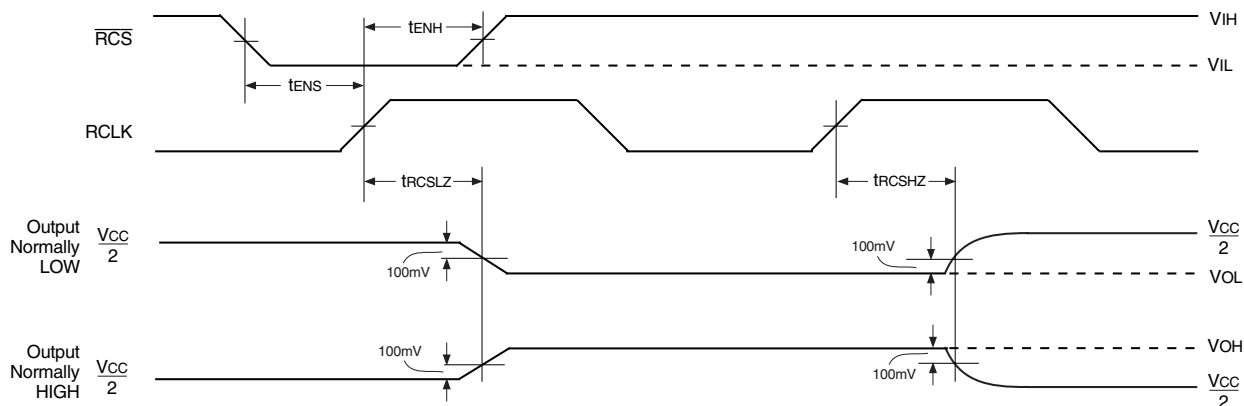 RCS
tENH
VIH
tENS
VIL
RCLK
tRCSLZ
tRCSHZ
Output
Normally
LOW
VCC
2
100mV
100mV
VCC
2
VOL
Output
Normally
HIGH
VCC
2
100mV
100mV
VOH
VCC
2